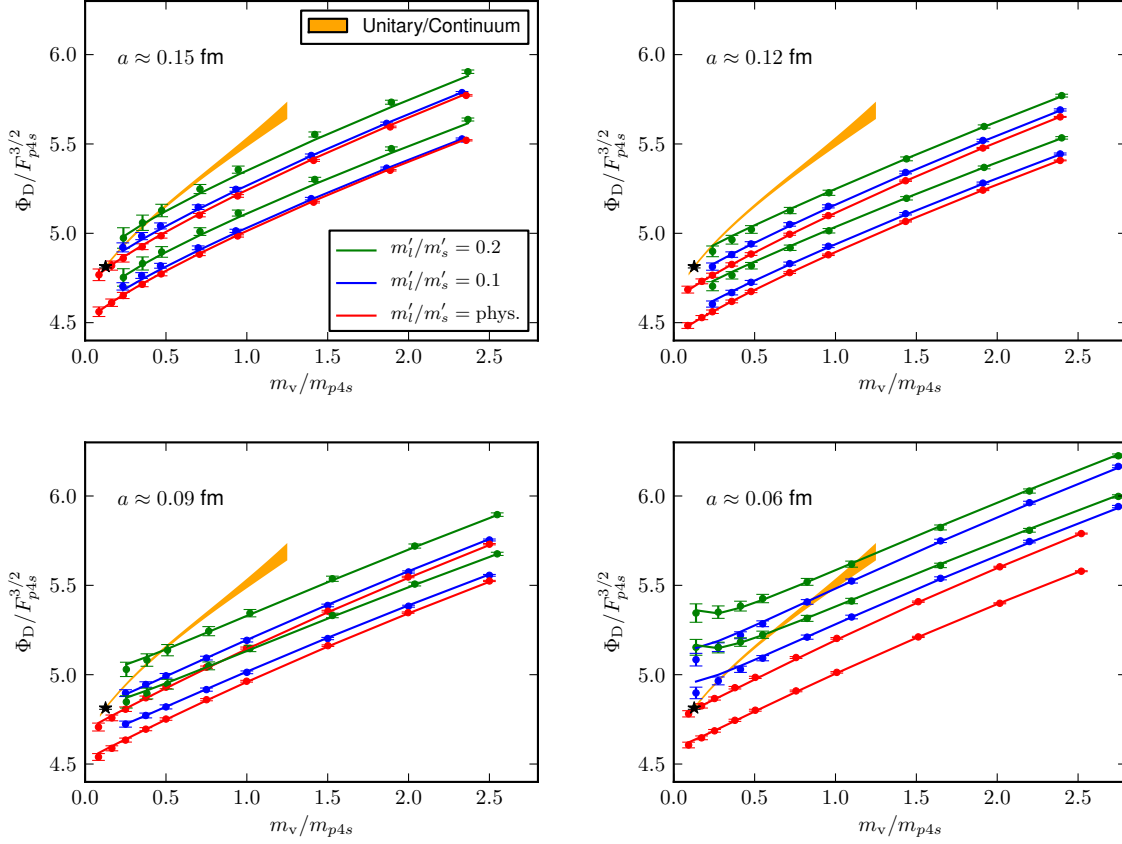 Unitary/Continuum
a ≈ 0.15 fm
6.0
5.5
5.0
4.5
Φ_D/F_{p4s}^{3/2}
m'_l/m'_s = 0.2
m'_l/m'_s = 0.1
m'_l/m'_s = phys.
0.0 0.5 1.0 1.5 2.0 2.5
m_v/m_{p4s}
a ≈ 0.12 fm
6.0
5.5
5.0
4.5
Φ_D/F_{p4s}^{3/2}
0.0 0.5 1.0 1.5 2.0 2.5
m_v/m_{p4s}
a ≈ 0.09 fm
6.0
5.5
5.0
4.5
Φ_D/F_{p4s}^{3/2}
0.0 0.5 1.0 1.5 2.0 2.5
m_v/m_{p4s}
a ≈ 0.06 fm
6.0
5.5
5.0
4.5
Φ_D/F_{p4s}^{3/2}
0.0 0.5 1.0 1.5 2.0 2.5
m_v/m_{p4s}